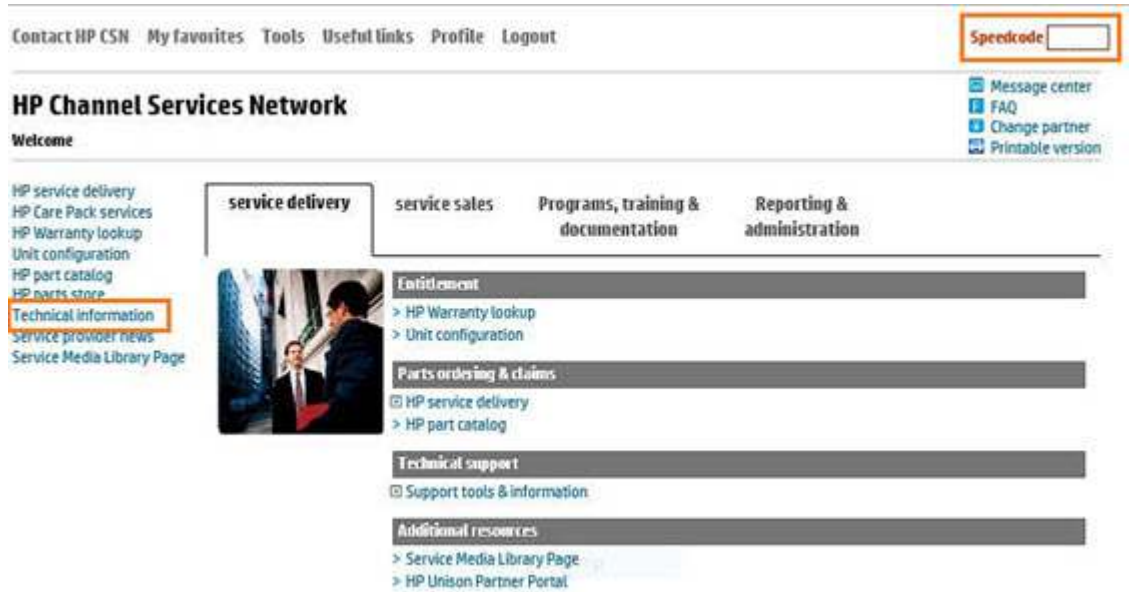 Contact HP CSN My favorites Tools Useful links Profile Logout
Speedcode
HP Channel Services Network
Welcome
Message center
FAQ
Change partner
Printable version
HP service delivery
HP Care Pack services
HP Warranty lookup
Unit configuration
HP part catalog
HP parts store
Technical information
Service provider news
Service Media Library Page
service delivery
service sales
Programs, training &
documentation
Reporting &
administration
Entitlement
> HP Warranty lookup
> Unit configuration
Parts ordering & claims
HP service delivery
> HP part catalog
Technical support
Support tools & information
Additional resources
> Service Media Library Page
> HP Unison Partner Portal